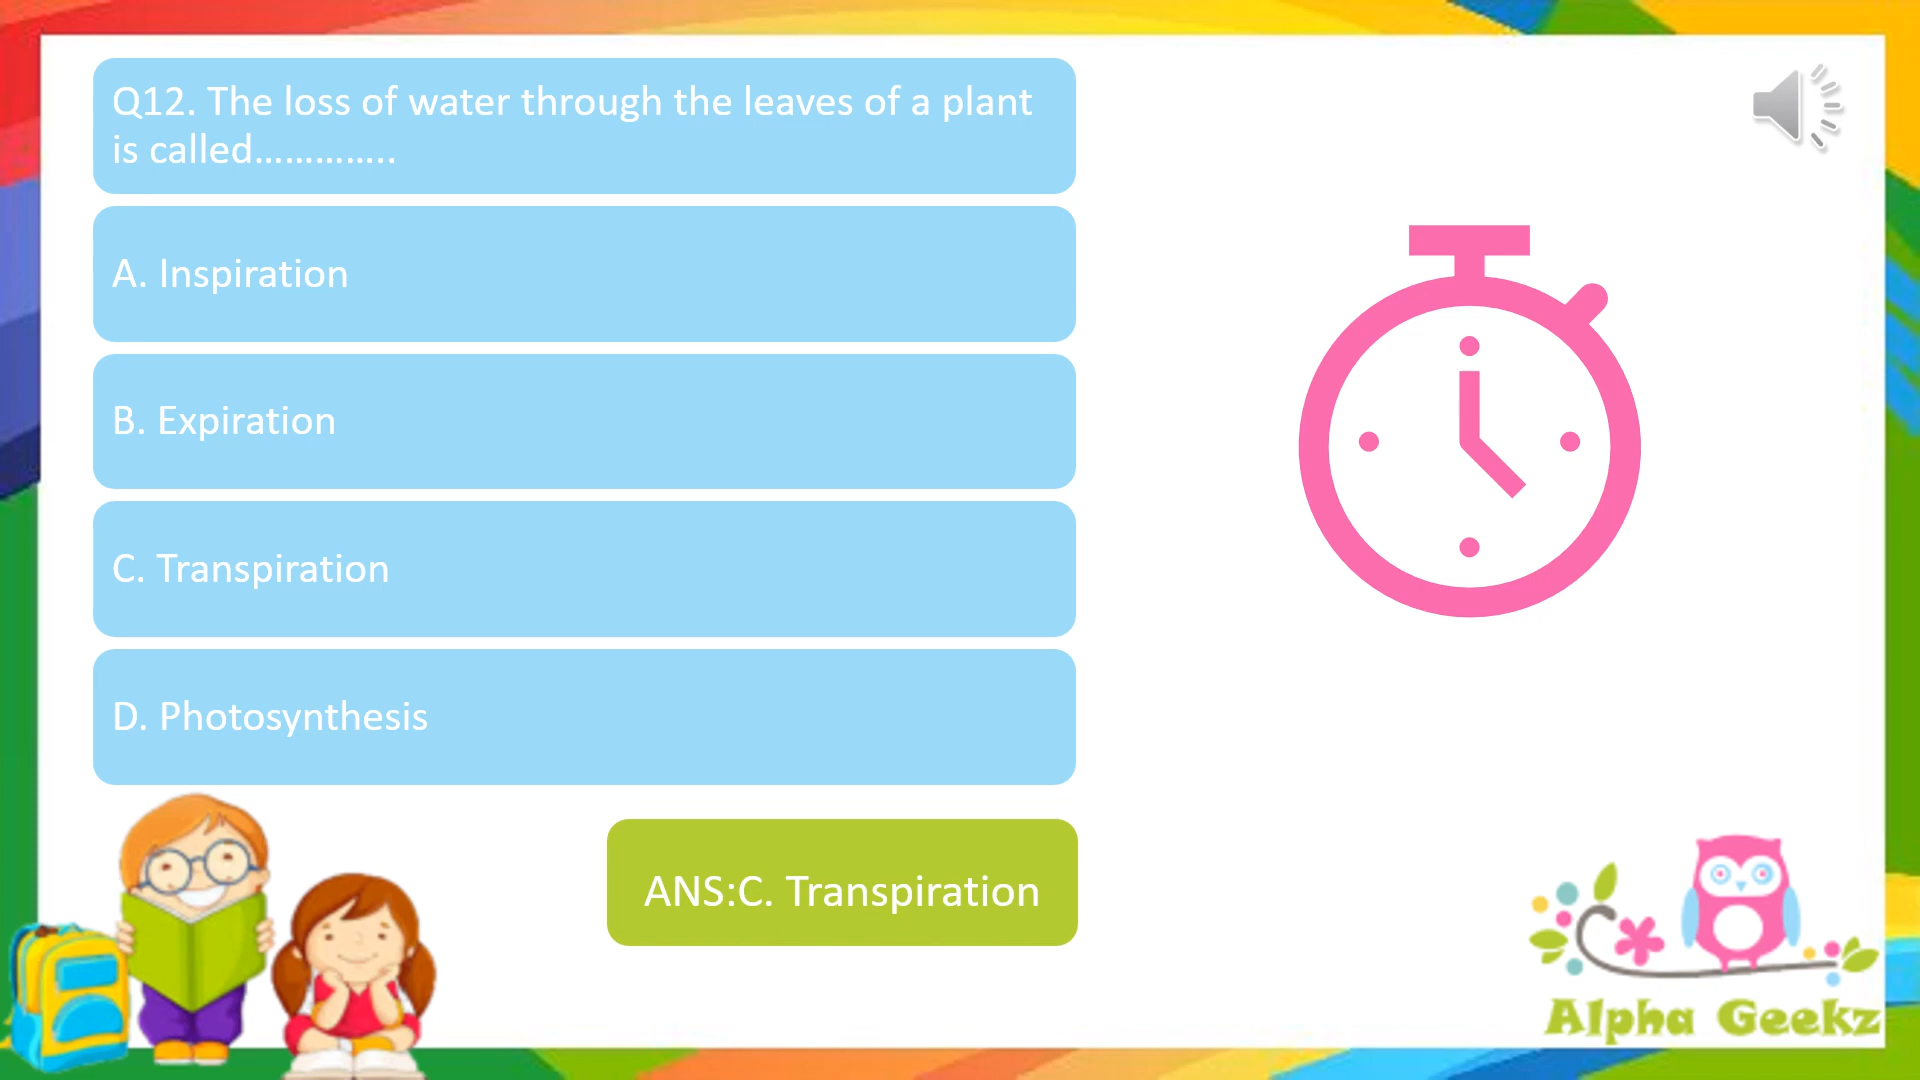 Q12. The loss of water through the leaves of a plant
is called…………..
A. Inspiration
B. Expiration
C. Transpiration
D. Photosynthesis
ANS:C. Transpiration
Alpha Geekz